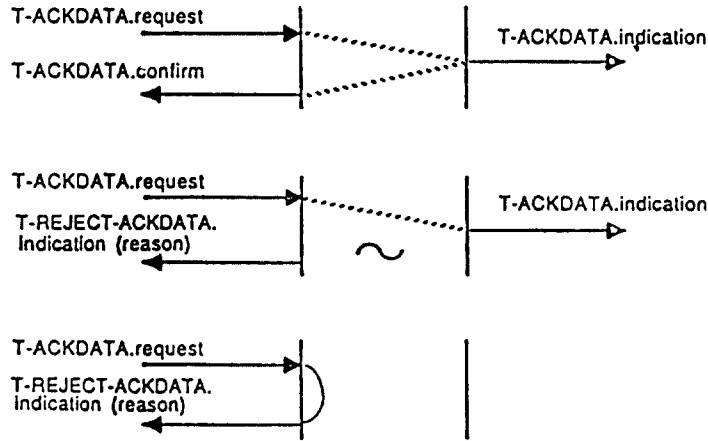 T-ACKDATA.request
T-ACKDATA.indication
T-ACKDATA.confirm
T-ACKDATA.request
T-ACKDATA.indication
T-REJECT-ACKDATA.
Indication (reason)
T-ACKDATA.request
T-REJECT-ACKDATA.
Indication (reason)